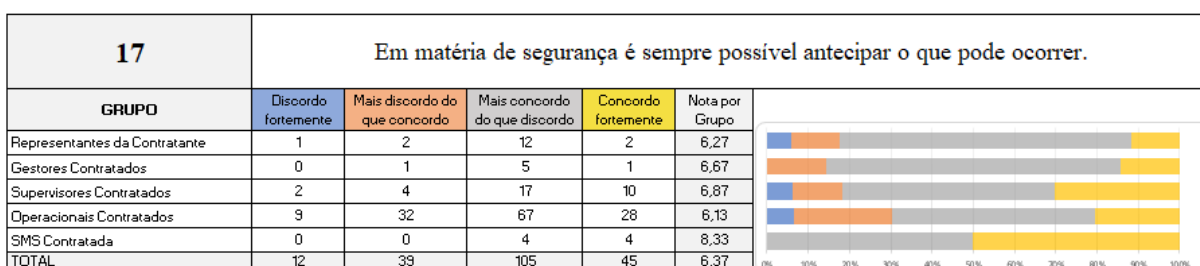 17
Em matéria de segurança é sempre possível antecipar o que pode ocorrer.
GRUPO
Discordo fortemente
Mais discordo do que concordo
Mais concordo do que discordo
Concordo fortemente
Nota por Grupo
Representantes da Contratante 1 2 12 2 6,27
Gestores Contratados 0 1 5 1 6,67
Supervisores Contratados 2 4 17 10 6,87
Operacionais Contratados 9 32 67 28 6,13
SMS Contratada 0 0 4 4 8,33
TOTAL 12 39 105 45 6,37
0% 10% 20% 30% 40% 50% 60% 70% 80% 90% 100%